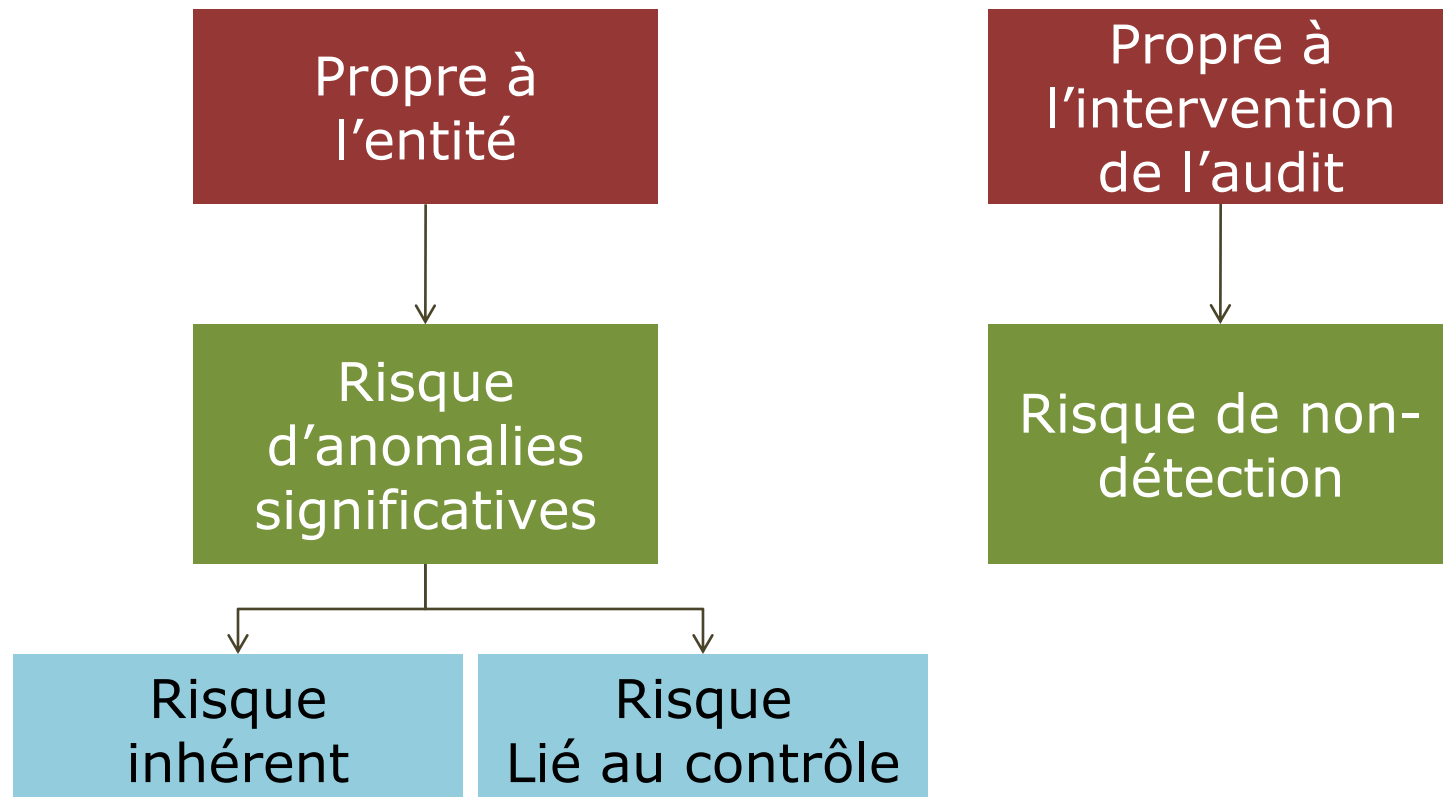 Propre à
l’entité
Propre à
l’intervention
de l’audit
Risque
d’anomalies
significatives
Risque de non-
détection
Risque
inhérent
Risque
Lié au contrôle